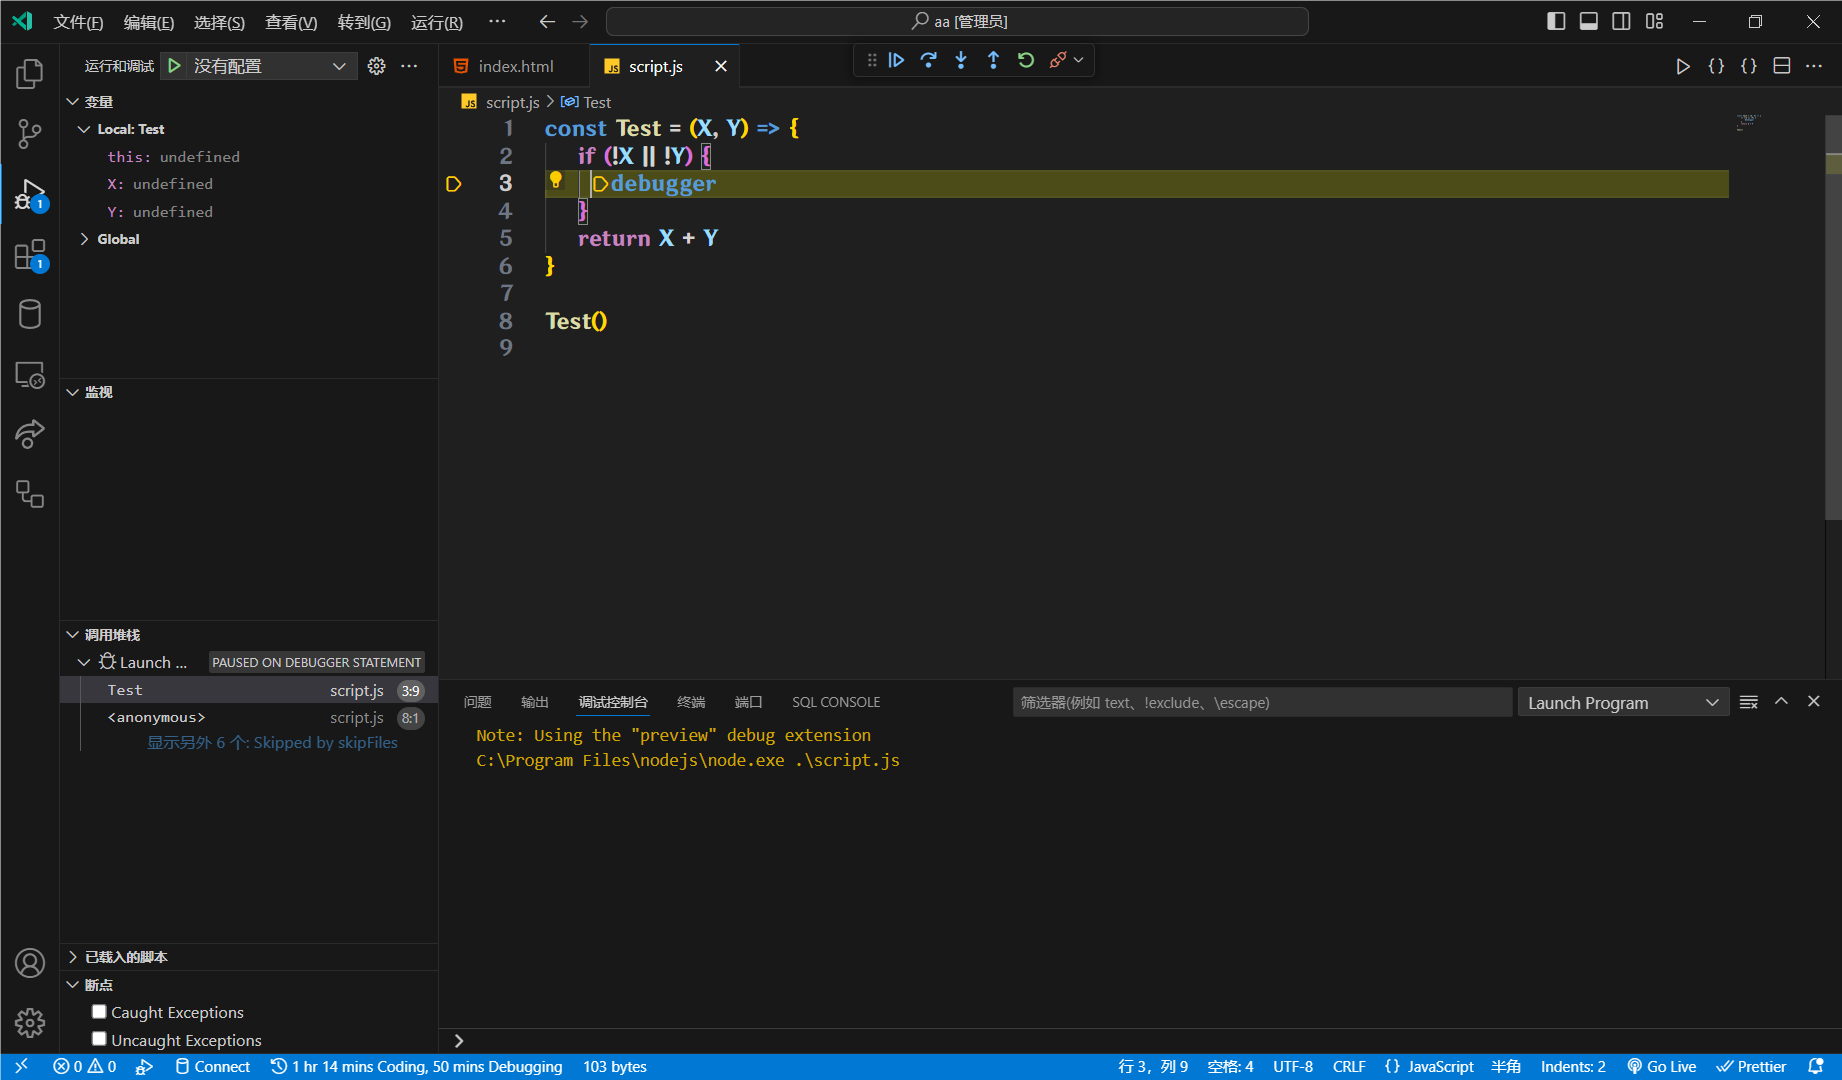 文件(F) 编辑(E) 选择(S) 查看(V) 转到(G) 运行(R) ··· aa [管理员]
运行和调试 没有配置 ···
变量
Local: Test
this: undefined
X: undefined
Y: undefined
Global
监视
调用堆栈
Launch ... PAUSED ON DEBUGGER STATEMENT
Test script.js 3:9
<anonymous> script.js 8:1
显示另外 6 个: Skipped by skipFiles
已载入的脚本
断点
Caught Exceptions
Uncaught Exceptions
1
1
index.html JS script.js
JS script.js > Test
1 const Test = (X, Y) => {
2 if (!X || !Y) {
3 debugger
4 }
5 return X + Y
6 }
7
8 Test()
9
问题 输出 调试控制台 终端 端口 SQL CONSOLE 筛选器(例如 text、!exclude、\escape) Launch Program
Note: Using the "preview" debug extension
C:\Program Files\nodejs\node.exe .\script.js
0 0 Connect 1 hr 14 mins Coding, 50 mins Debugging 103 bytes 行 3，列 9 空格: 4 UTF-8 CRLF {} JavaScript 半角 Indents: 2 Go Live Prettier